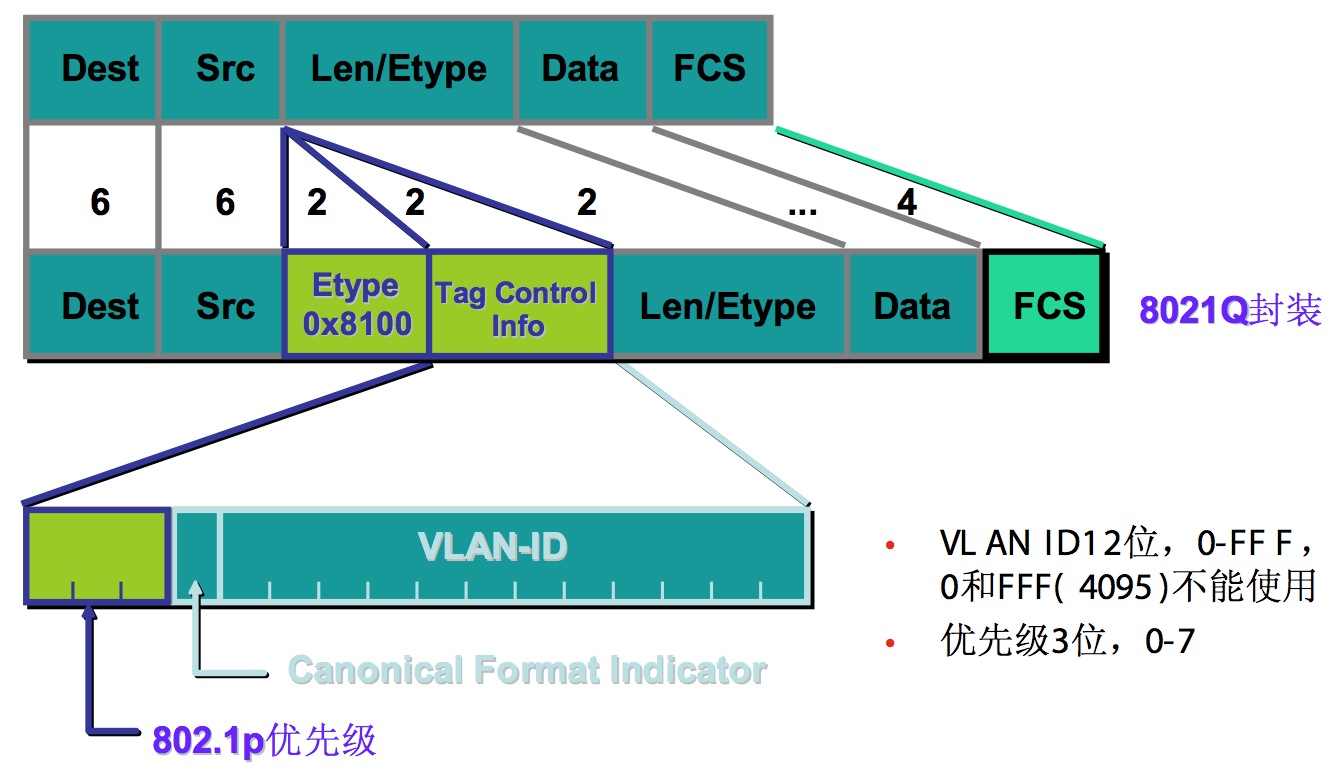 Dest Src Len/Etype Data FCS
6 6 2 2 2 ... 4
Dest Src Etype 0x8100 Tag Control Info Len/Etype Data FCS
8021Q封装
VLAN-ID
Canonical Format Indicator
802.1p优先级
• VL AN ID12位，0-FF F，
0和FFF( 4095)不能使用
• 优先级3位，0-7